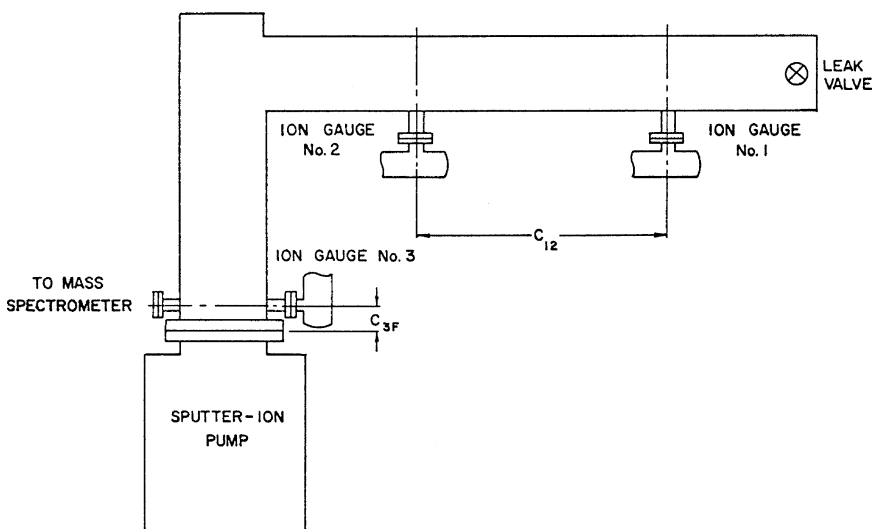 LEAK
VALVE
ION GAUGE
No. 2
ION GAUGE
No. 1
C12
ION GAUGE No. 3
TO MASS
SPECTROMETER
C3F
SPUTTER-ION
PUMP